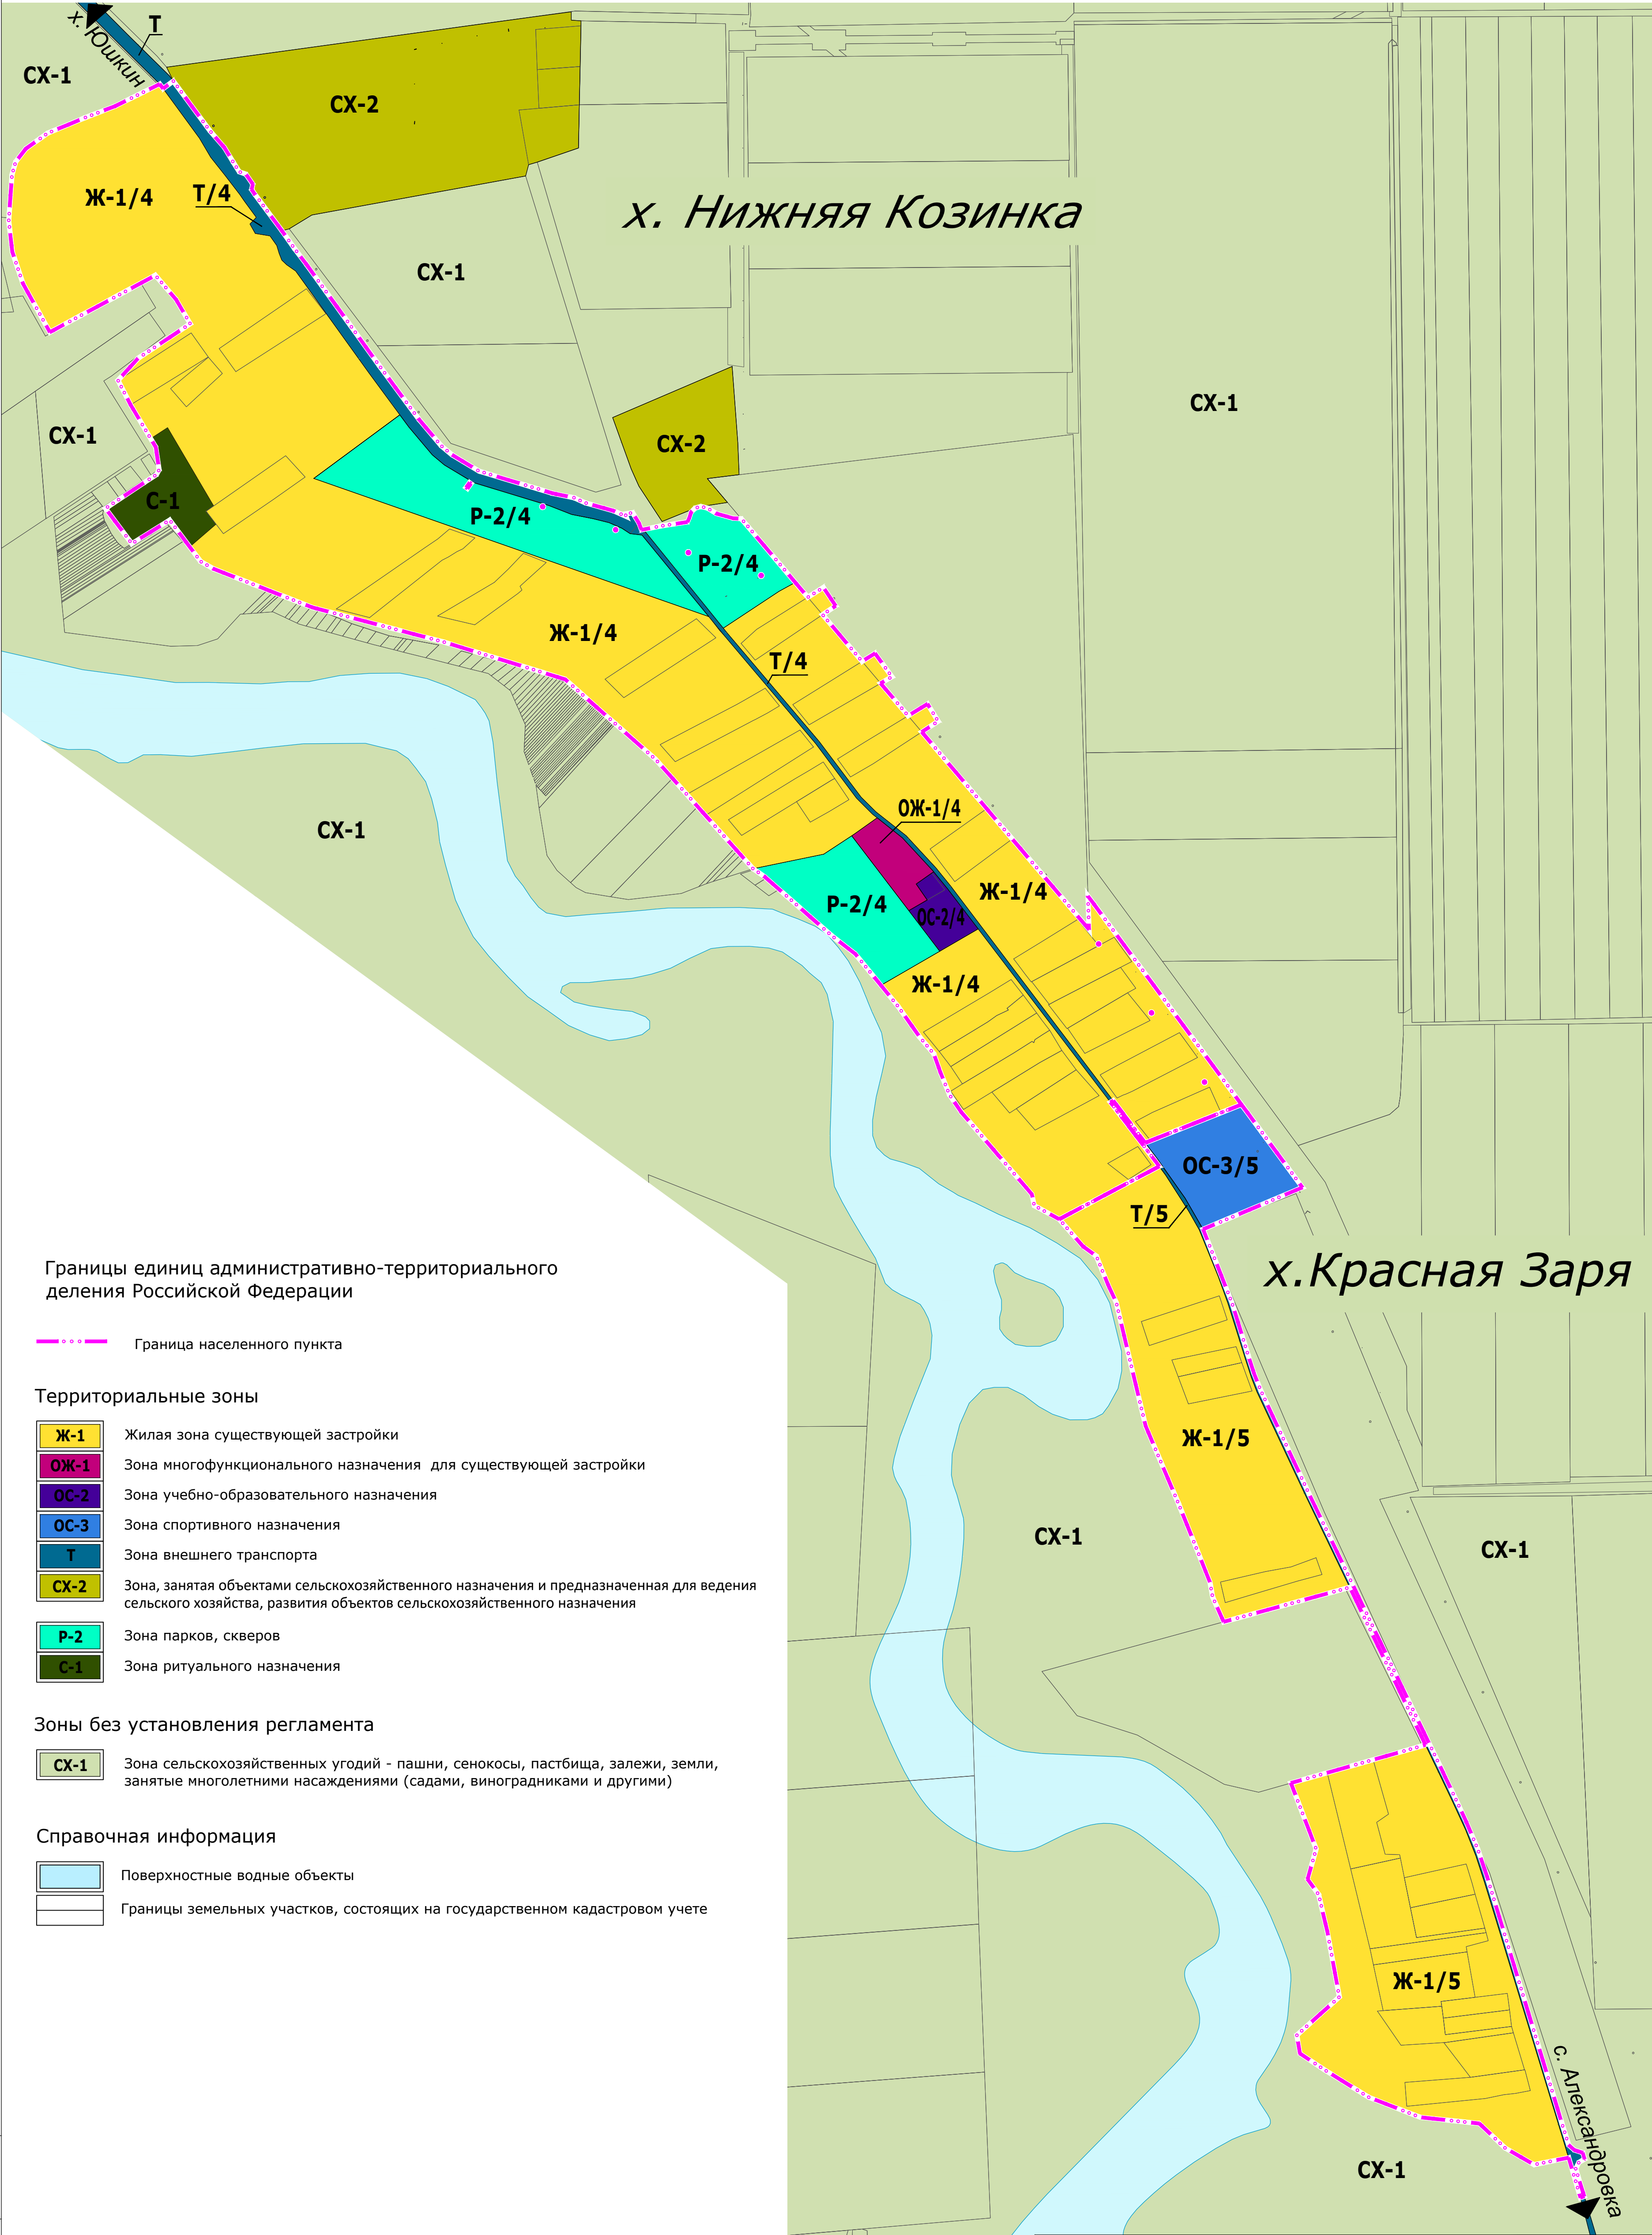 х. Юшкин
Т
СХ-1
СХ-2
Ж-1/4
Т/4
х. Нижняя Козинка
СХ-1
СХ-1
СХ-1
СХ-2
С-1
Р-2/4
Р-2/4
Ж-1/4
Т/4
СХ-1
ОЖ-1/4
Ж-1/4
Р-2/4
ОС-2/4
Ж-1/4
ОС-3/5
Т/5
х.Красная Заря
Ж-1/5
СХ-1
СХ-1
Ж-1/5
с. Александровка
СХ-1
Границы единиц административно-территориального
деления Российской Федерации
Граница населенного пункта
Территориальные зоны
Ж-1 Жилая зона существующей застройки
ОЖ-1 Зона многофункционального назначения для существующей застройки
ОС-2 Зона учебно-образовательного назначения
ОС-3 Зона спортивного назначения
Т Зона внешнего транспорта
СХ-2 Зона, занятая объектами сельскохозяйственного назначения и предназначенная для ведения
сельского хозяйства, развития объектов сельскохозяйственного назначения
Р-2 Зона парков, скверов
С-1 Зона ритуального назначения
Зоны без установления регламента
СХ-1 Зона сельскохозяйственных угодий - пашни, сенокосы, пастбища, залежи, земли,
занятые многолетними насаждениями (садами, виноградниками и другими)
Справочная информация
Поверхностные водные объекты
Границы земельных участков, состоящих на государственном кадастровом учете